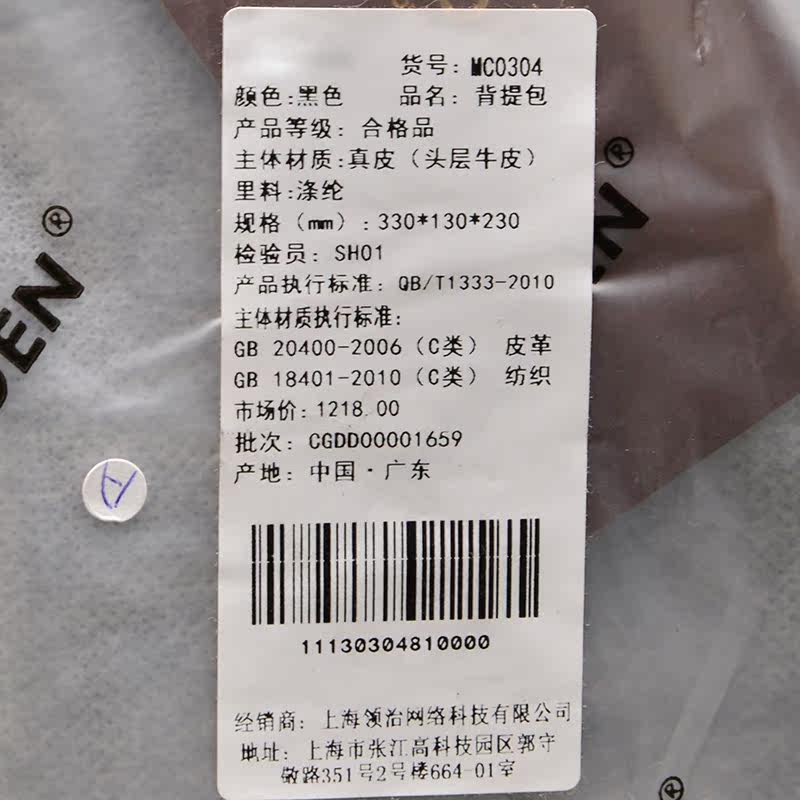 货号: MC0304
颜色:黑色 品名: 背提包
产品等级: 合格品
主体材质:真皮（头层牛皮）
里料:涤纶
规格（mm）:330*130*230
检验员: SH01
产品执行标准: QB/T1333-2010
主体材质执行标准:
GB 20400-2006（C类） 皮革
GB 18401-2010（C类） 纺织
市场价: 1218.00
批次: CGDD00001659
产地: 中国·广东
11130304810000
经销商: 上海领冶网络科技有限公司
地址: 上海市张江高科技园区郭守
敬路351号2号楼664-01室
DEN®
EN®
®